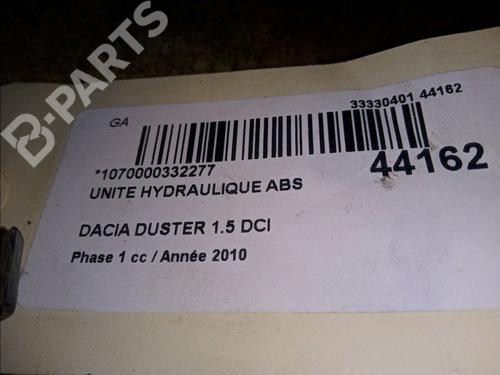 B-PARTS
GA
33330401 44162
*1070000332277
44162
UNITE HYDRAULIQUE ABS
DACIA DUSTER 1.5 DCI
Phase 1 cc / Année 2010